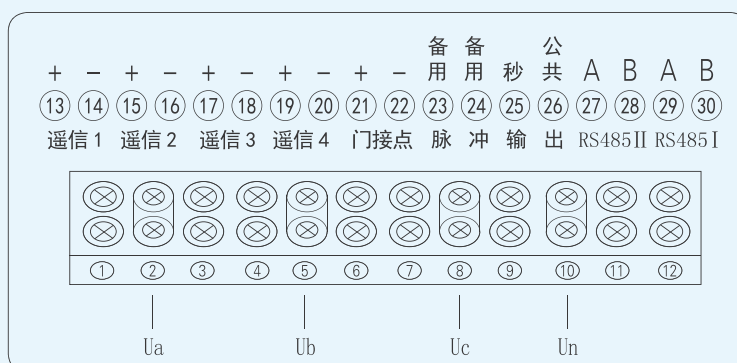 备 备 公
+ − + − + − + − + − 用 用 秒 共 A B A B
⑬ ⑭ ⑮ ⑯ ⑰ ⑱ ⑲ ⑳ ㉑ ㉒ ㉓ ㉔ ㉕ ㉖ ㉗ ㉘ ㉙ ㉚
遥信1 遥信2 遥信3 遥信4 门接点 脉 冲 输 出 RS485Ⅱ RS485Ⅰ
① ② ③ ④ ⑤ ⑥ ⑦ ⑧ ⑨ ⑩ ⑪ ⑫
Ua Ub Uc Un